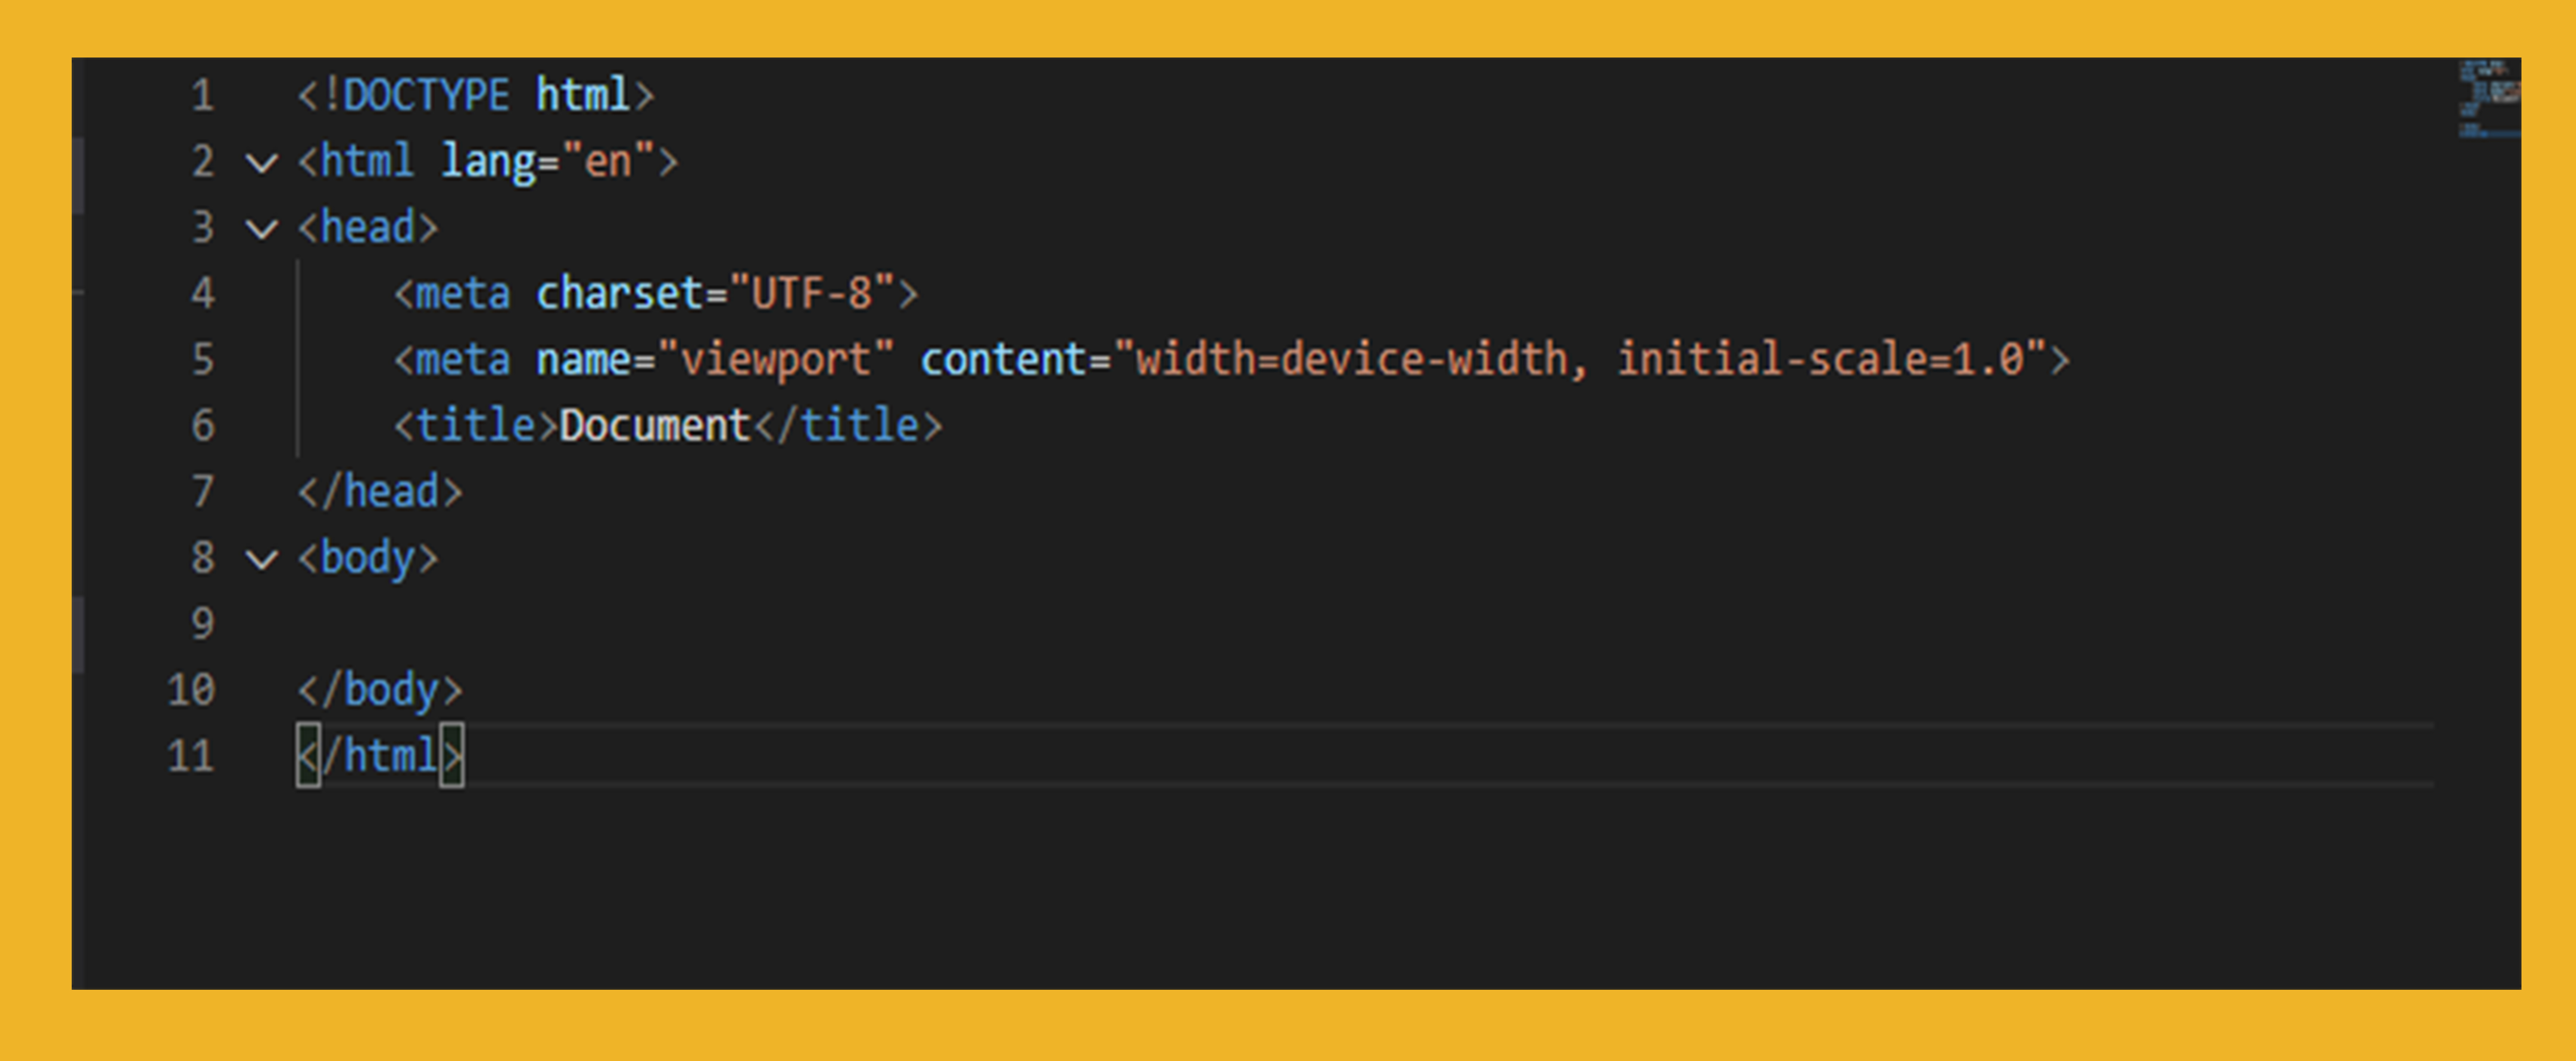 1 <!DOCTYPE html>
2 <html lang="en">
3 <head>
4     <meta charset="UTF-8">
5     <meta name="viewport" content="width=device-width, initial-scale=1.0">
6     <title>Document</title>
7 </head>
8 <body>
9
10 </body>
11 </html>